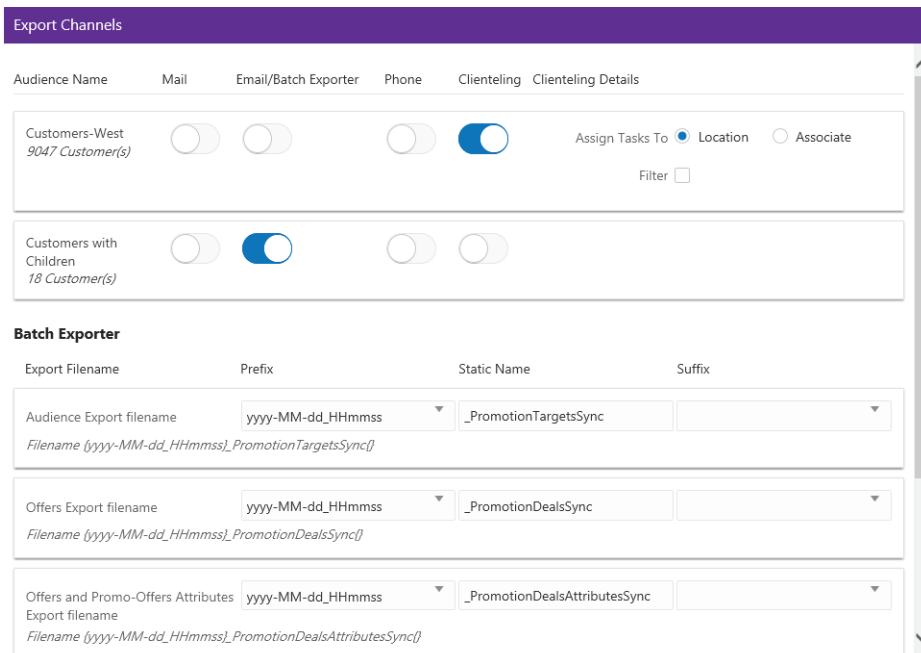 Export Channels
Audience Name Mail Email/Batch Exporter Phone Clienteling Clienteling Details
Customers-West
9047 Customer(s)
Assign Tasks To Location Associate
Filter
Customers with
Children
18 Customer(s)
Batch Exporter
Export Filename Prefix Static Name Suffix
Audience Export filename yyyy-MM-dd_HHmmss _PromotionTargetsSync
Filename {yyyy-MM-dd_HHmmss}_PromotionTargetsSync{}
Offers Export filename yyyy-MM-dd_HHmmss _PromotionDealsSync
Filename {yyyy-MM-dd_HHmmss}_PromotionDealsSync{}
Offers and Promo-Offers Attributes yyyy-MM-dd_HHmmss _PromotionDealsAttributesSync
Export filename
Filename {yyyy-MM-dd_HHmmss}_PromotionDealsAttributesSync{}